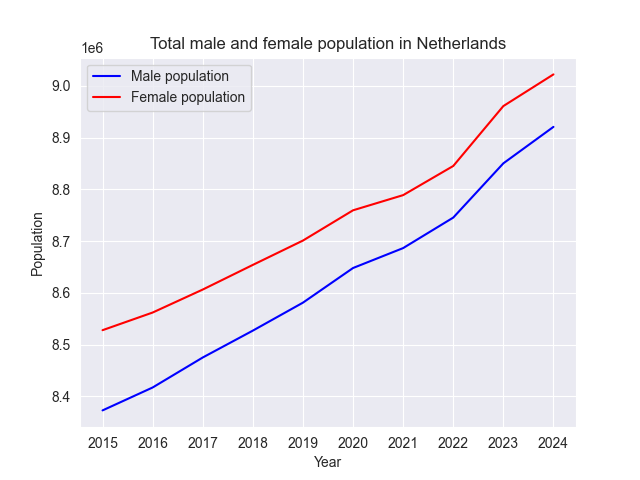 Total male and female population in Netherlands
1e6
Male population
Female population
9.0
8.9
8.8
8.7
8.6
8.5
8.4
Population
2015 2016 2017 2018 2019 2020 2021 2022 2023 2024
Year